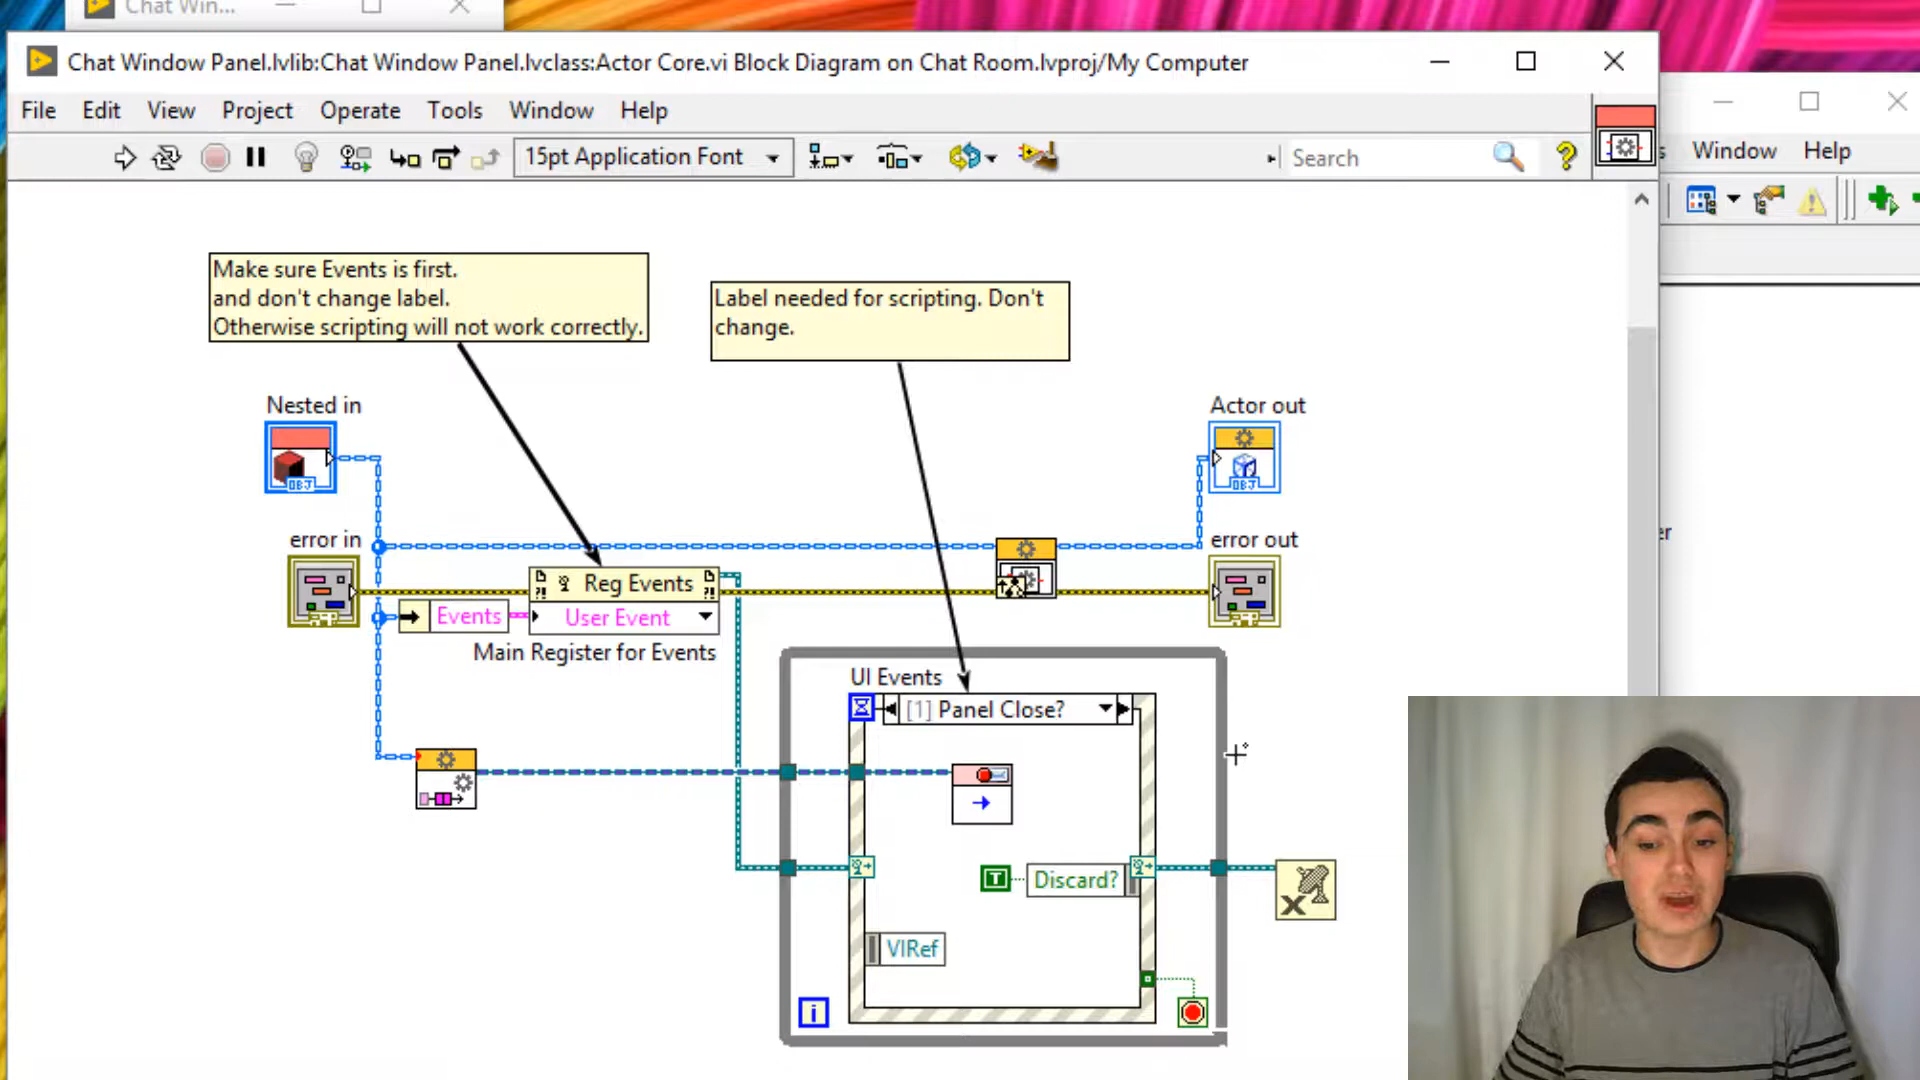 Chat Win...
Chat Window Panel.lvlib:Chat Window Panel.lvclass:Actor Core.vi Block Diagram on Chat Room.lvproj/My Computer
File Edit View Project Operate Tools Window Help
s Window Help
15pt Application Font
Search
?
Make sure Events is first.
and don't change label.
Otherwise scripting will not work correctly.
Label needed for scripting. Don't
change.
Nested in
OBJ
Actor out
OBJ
error in
error out
er
Reg Events
Events
User Event
Main Register for Events
UI Events
[1] Panel Close?
T
Discard?
VIRef
i